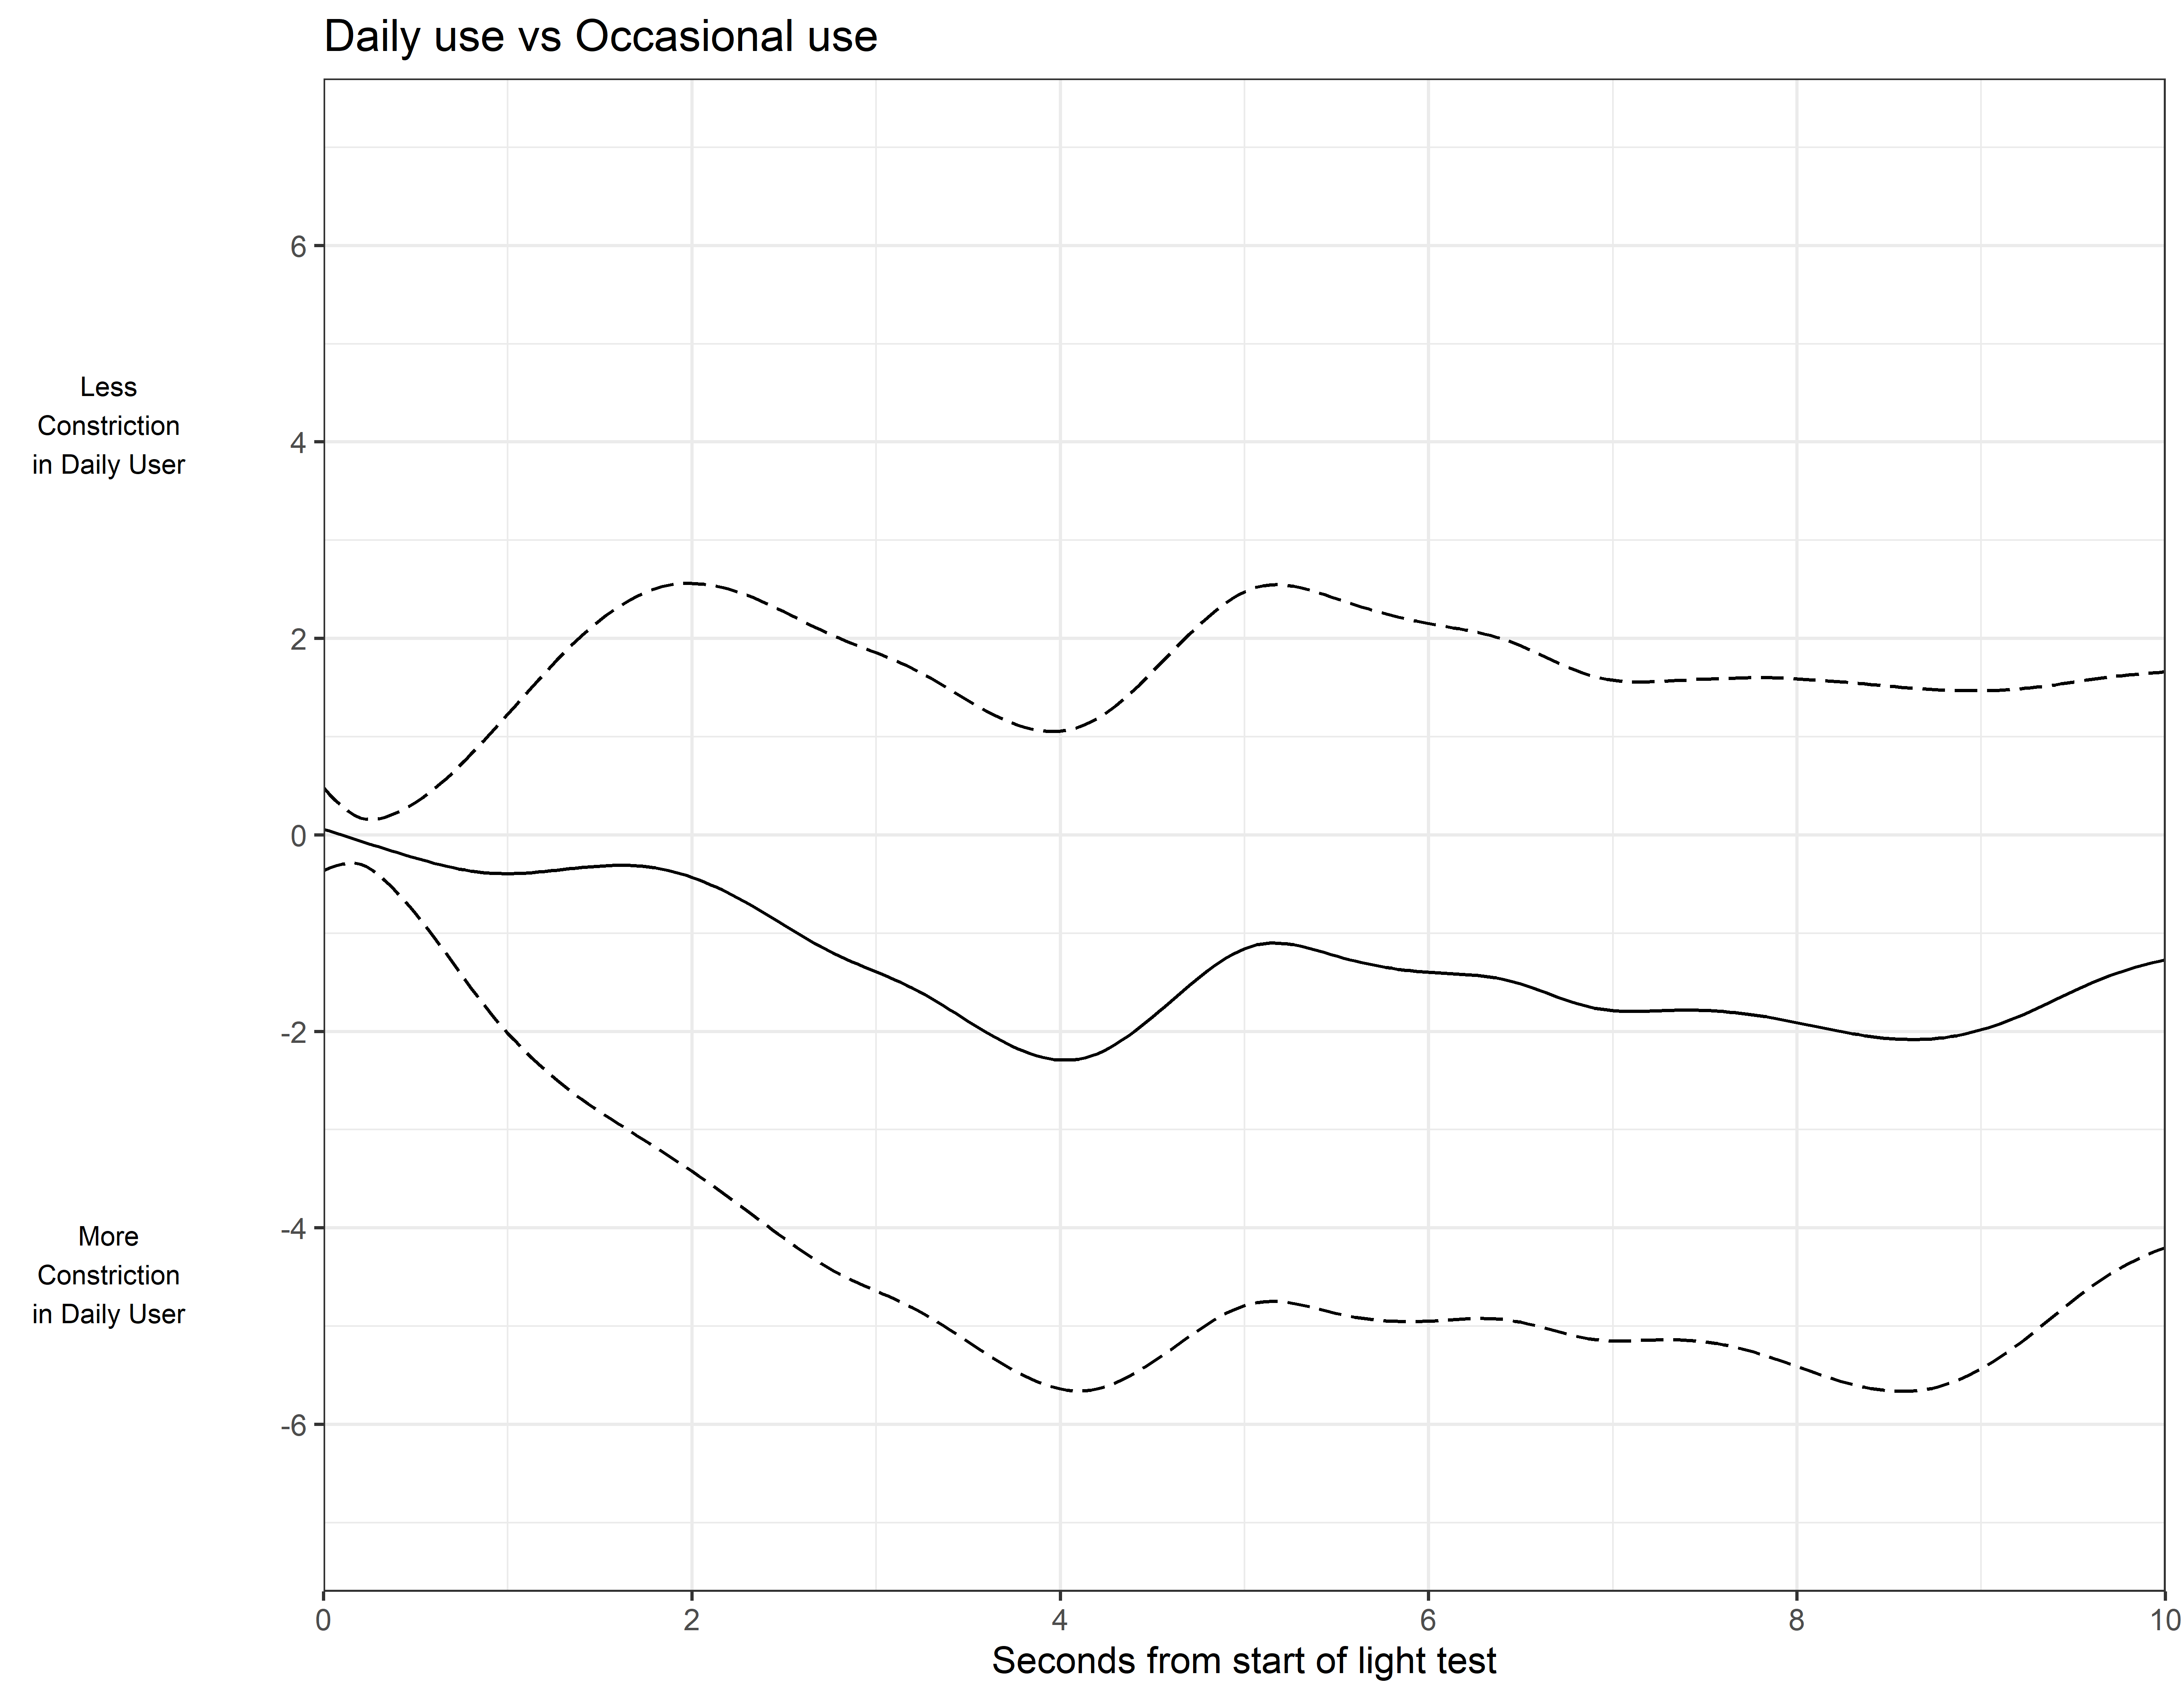 Daily use vs Occasional use
Less
Constriction
in Daily User
More
Constriction
in Daily User
6
4
2
0
-2
-4
-6
0 2 4 6 8 10
Seconds from start of light test